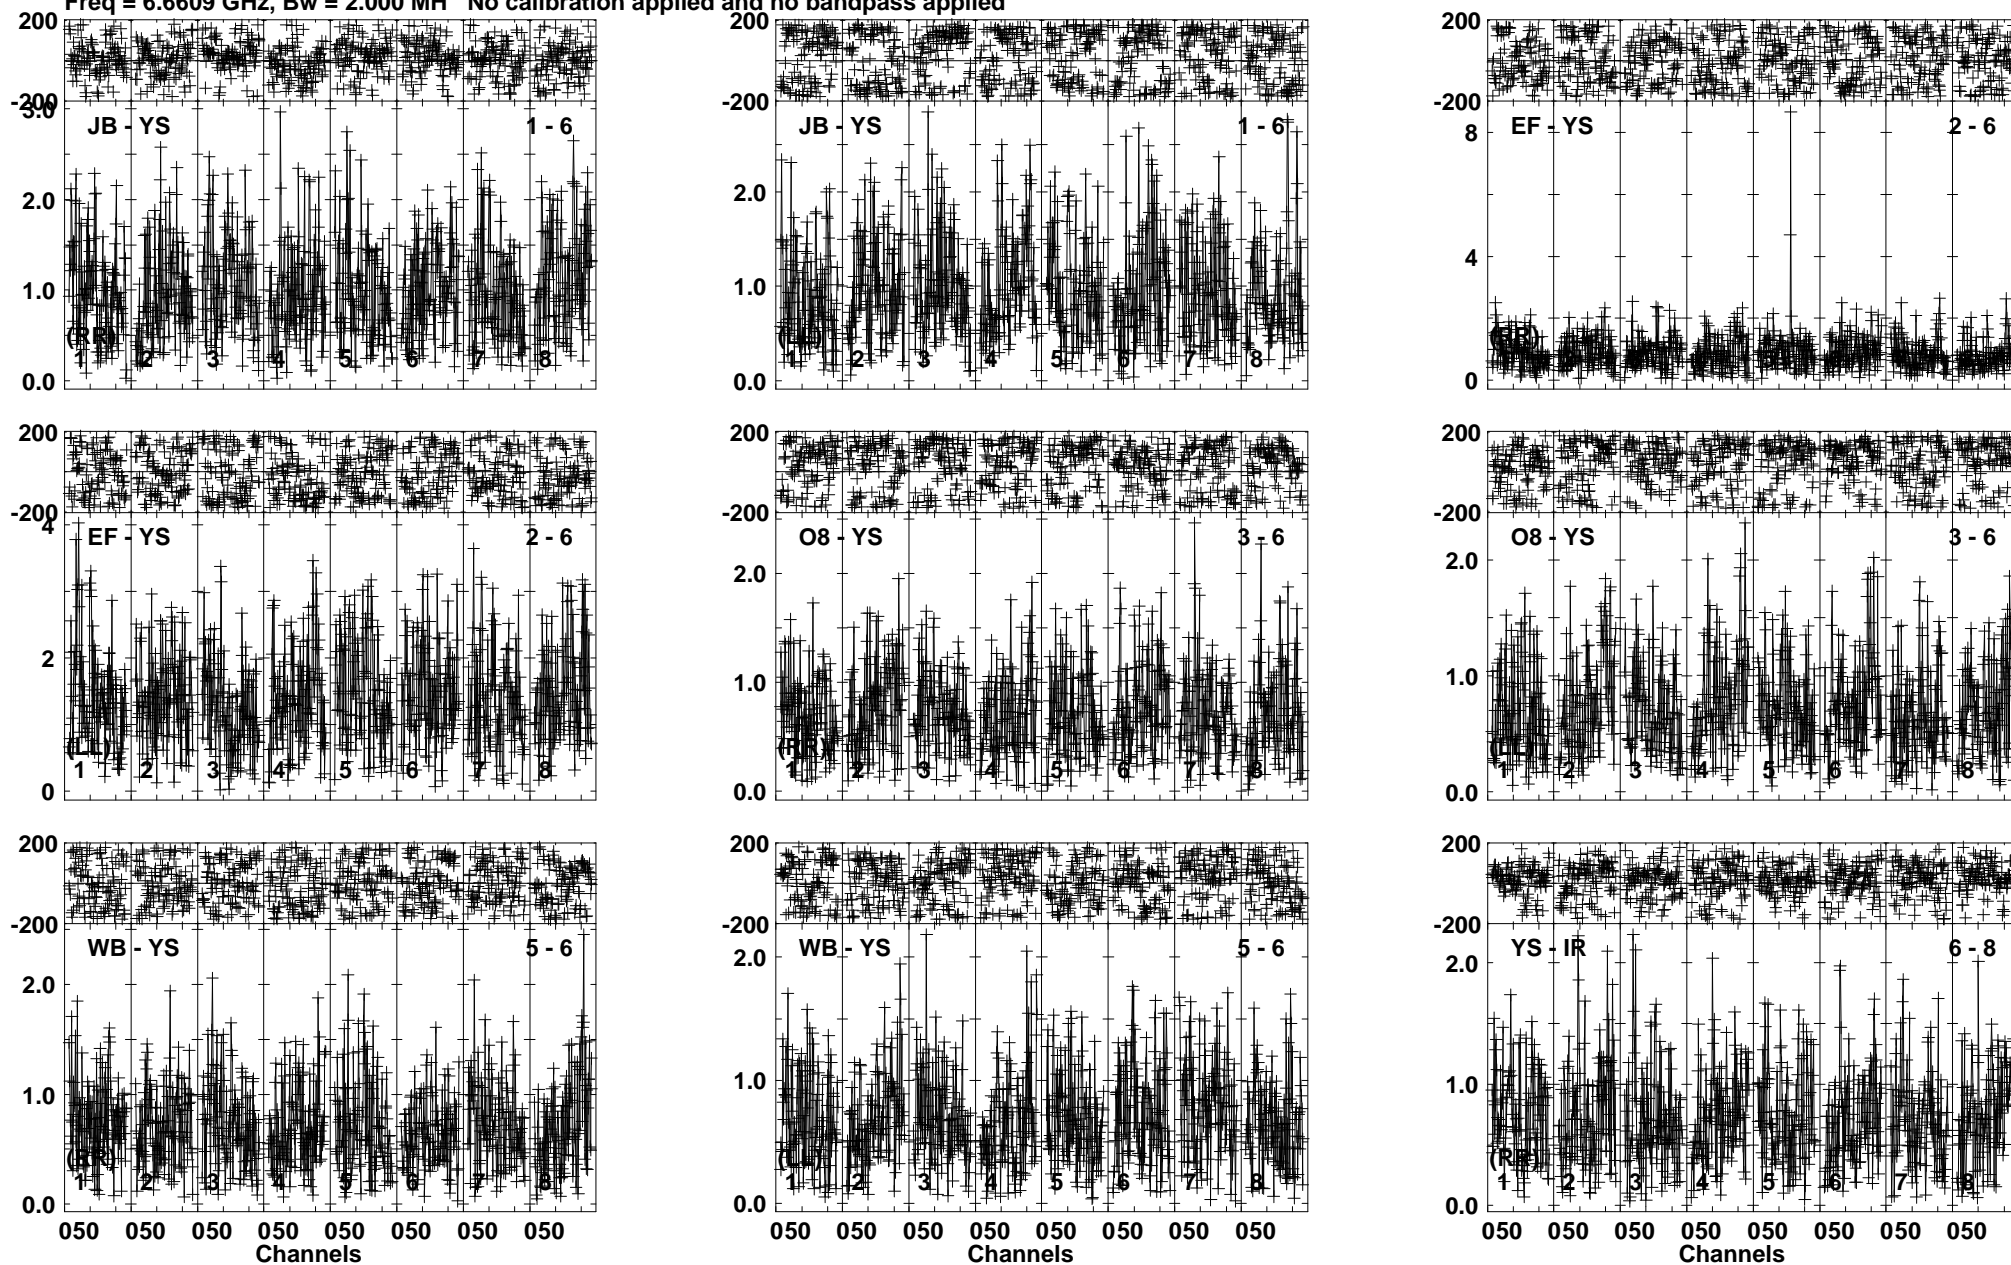 Freq = 6.6609 GHz, Bw = 2.000 MH No calibration applied and no bandpass applied
200 200 200
-200 -200 -200
3.0 JB - YS 1 - 6 JB - YS 1 - 6 EF - YS 2 - 6
8
2.0 2.0
4
1.0 1.0
(RR) (LL) (RR)
1 2 3 4 5 6 7 8 1 2 3 4 5 6 7 8
0.0 0.0 0
200 200 200
-200 -200 -200
4 EF - YS 2 - 6 O8 - YS 3 - 6 O8 - YS 3 - 6
2.0 2.0
2 1.0 1.0
(LL) (RR) (LL)
1 2 3 4 5 6 7 8 1 2 3 4 5 6 7 8 1 2 3 4 5 6 7 8
0 0.0 0.0
200 200 200
-200 -200 -200
WB - YS 5 - 6 WB - YS 5 - 6 YS - IR 6 - 8
2.0 2.0 2.0
1.0 1.0 1.0
(RR) (LL) (RR)
1 2 3 4 5 6 7 8 1 2 3 4 5 6 7 8 1 2 3 4 5 6 7 8
0.0 0.0 0.0
050 050 050 050 050 050 050 050 050 050 050 050 050 050 050 050 050 050 050 050 050 050 050 050
Channels Channels Channels